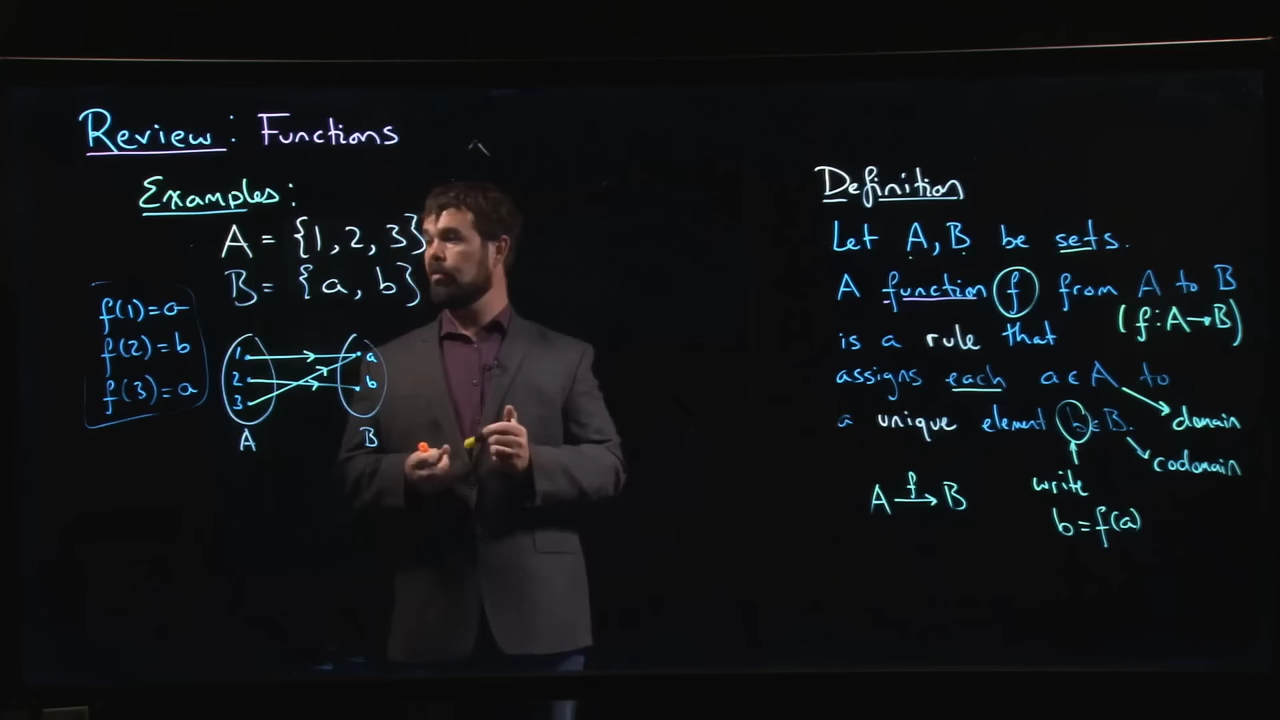 Review: Functions
Examples:
A = {1, 2, 3}
B = {a, b}
f(1)=a
f(2)=b
f(3)=a
1 a
2 b
3
A B
Definition
Let A, B be sets.
A function f from A to B
(f: A→B)
is a rule that
assigns each a ∈ A to
domain
a unique element b ∈ B.
codomain
write
b = f(a)
A f→ B